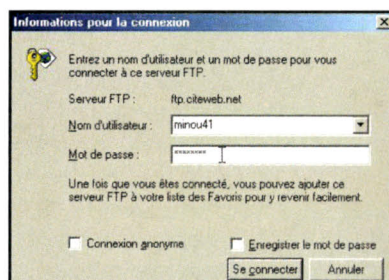 Informations pour la connexion
Entrez un nom d'utilisateur et un mot de passe pour vous
connecter à ce serveur FTP.
Serveur FTP : ftp.citeweb.net
Nom d'utilisateur : minou41
Mot de passe : ********
Une fois que vous êtes connecté, vous pouvez ajouter ce
serveur FTP à votre liste des Favoris pour y revenir facilement.
Connexion anonyme Enregistrer le mot de passe
Se connecter Annuler